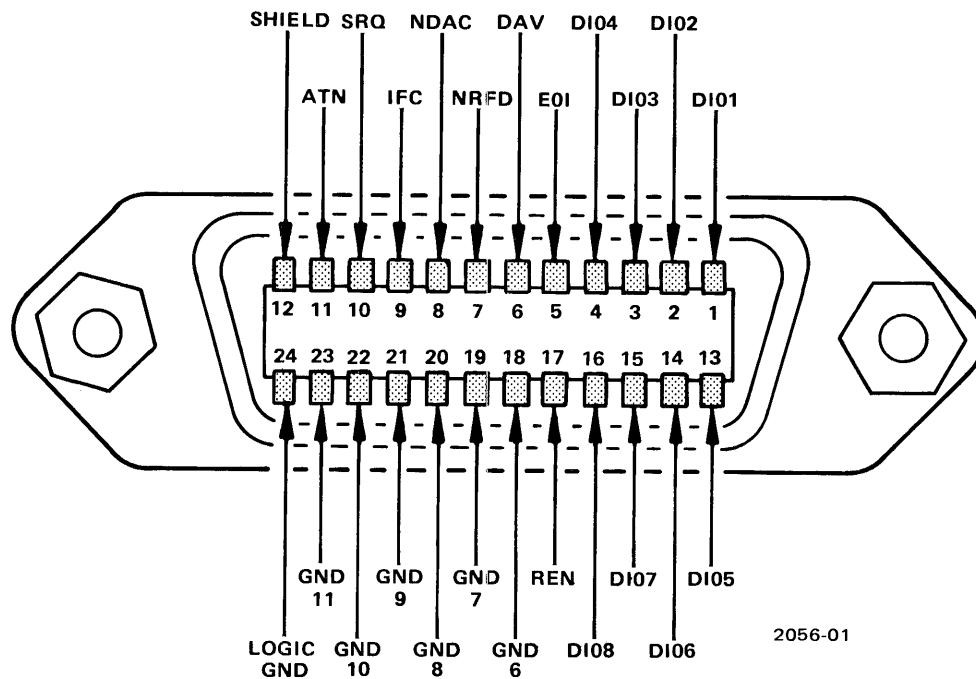 SHIELD SRQ NDAC DAV DI04 DI02
ATN IFC NRFD E0I DI03 DI01
12 11 10 9 8 7 6 5 4 3 2 1
24 23 22 21 20 19 18 17 16 15 14 13
GND 11 GND 9 GND 7 REN DI07 DI05
LOGIC GND GND 10 GND 8 GND 6 DI08 DI06
2056-01